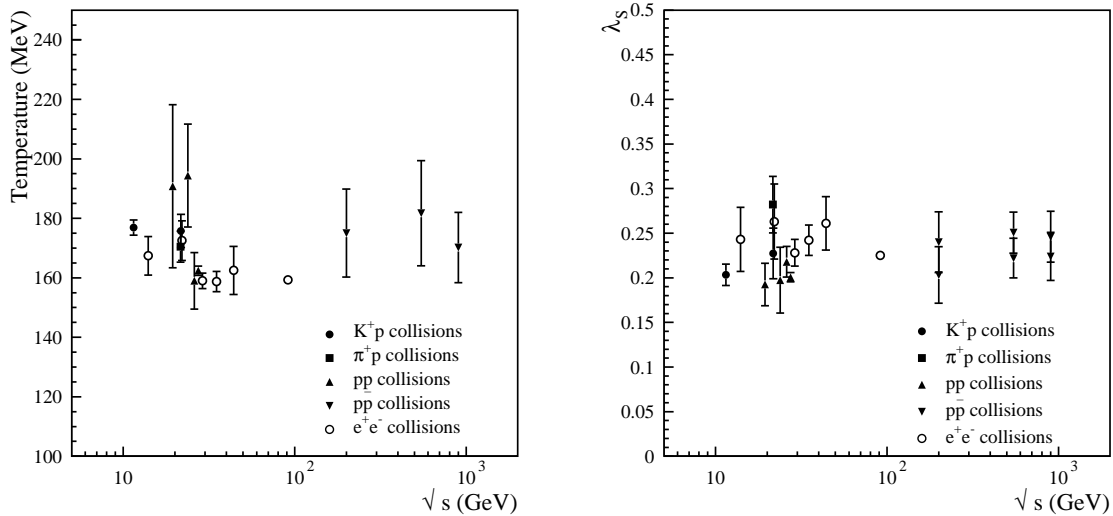 Temperature (MeV)
240
220
200
180
160
140
120
100
10
10²
10³
√ s (GeV)
K⁺p collisions
π⁺p collisions
pp collisions
pp̅ collisions
e⁺e⁻ collisions
λS
0.5
0.45
0.4
0.35
0.3
0.25
0.2
0.15
0.1
0.05
0
10
10²
10³
√ s (GeV)
K⁺p collisions
π⁺p collisions
pp collisions
pp̅ collisions
e⁺e⁻ collisions